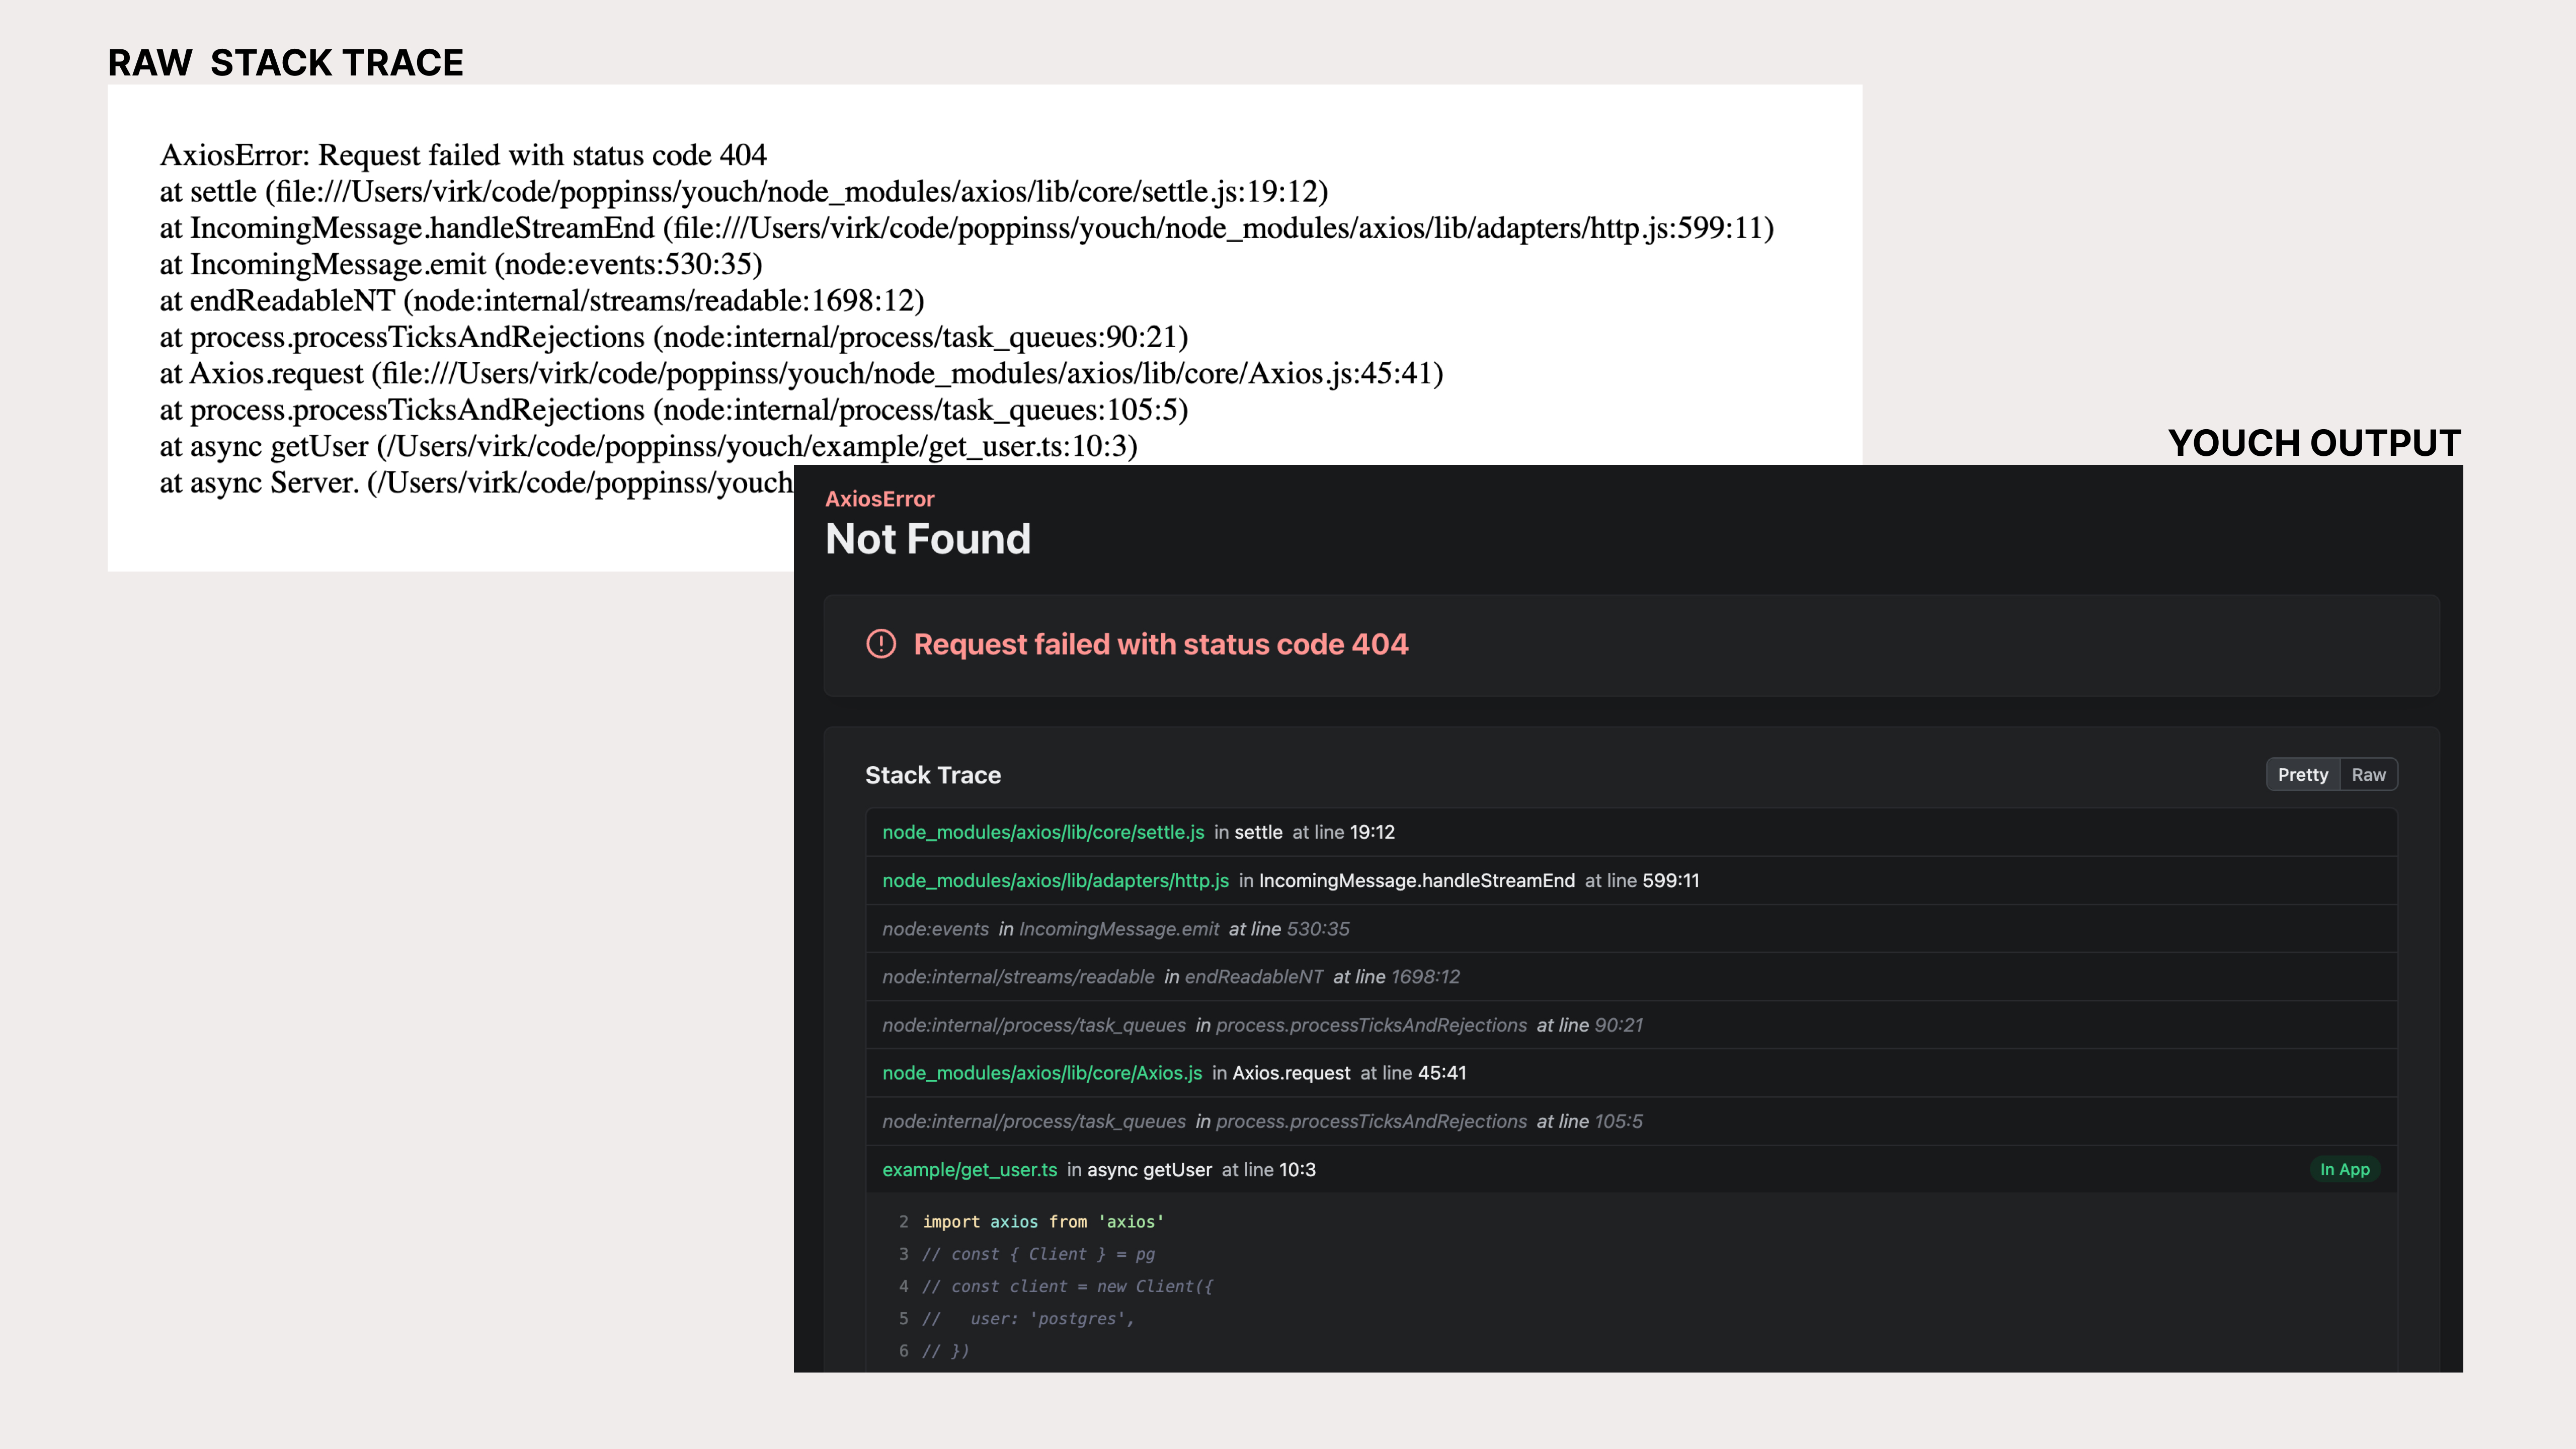 RAW STACK TRACE
AxiosError: Request failed with status code 404
at settle (file:///Users/virk/code/poppinss/youch/node_modules/axios/lib/core/settle.js:19:12)
at IncomingMessage.handleStreamEnd (file:///Users/virk/code/poppinss/youch/node_modules/axios/lib/adapters/http.js:599:11)
at IncomingMessage.emit (node:events:530:35)
at endReadableNT (node:internal/streams/readable:1698:12)
at process.processTicksAndRejections (node:internal/process/task_queues:90:21)
at Axios.request (file:///Users/virk/code/poppinss/youch/node_modules/axios/lib/core/Axios.js:45:41)
at process.processTicksAndRejections (node:internal/process/task_queues:105:5)
at async getUser (/Users/virk/code/poppinss/youch/example/get_user.ts:10:3)
at async Server. (/Users/virk/code/poppinss/youch
YOUCH OUTPUT
AxiosError
Not Found
Request failed with status code 404
Stack Trace
Pretty Raw
node_modules/axios/lib/core/settle.js in settle at line 19:12
node_modules/axios/lib/adapters/http.js in IncomingMessage.handleStreamEnd at line 599:11
node:events in IncomingMessage.emit at line 530:35
node:internal/streams/readable in endReadableNT at line 1698:12
node:internal/process/task_queues in process.processTicksAndRejections at line 90:21
node_modules/axios/lib/core/Axios.js in Axios.request at line 45:41
node:internal/process/task_queues in process.processTicksAndRejections at line 105:5
example/get_user.ts in async getUser at line 10:3 In App
2 import axios from 'axios'
3 // const { Client } = pg
4 // const client = new Client({
5 //   user: 'postgres',
6 // })